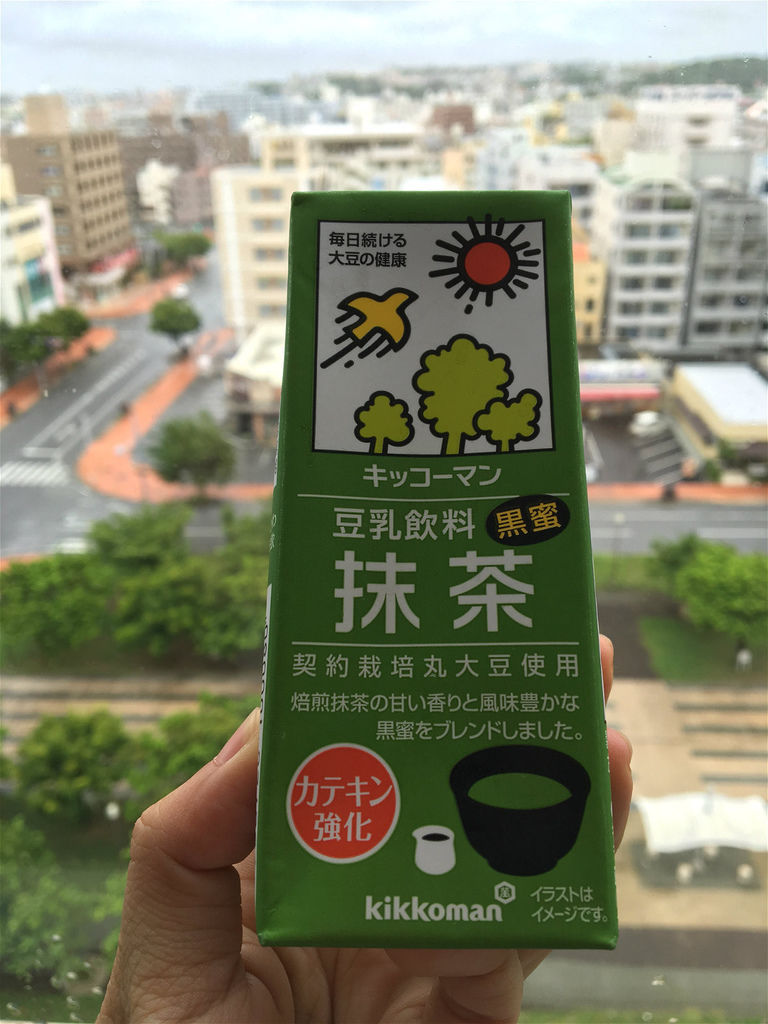 毎日続ける
大豆の健康
キッコーマン
豆乳飲料 黒蜜
抹茶
契約栽培丸大豆使用
焙煎抹茶の甘い香りと風味豊かな
黒蜜をブレンドしました。
カテキン
強化
kikkoman
イラストは
イメージです。